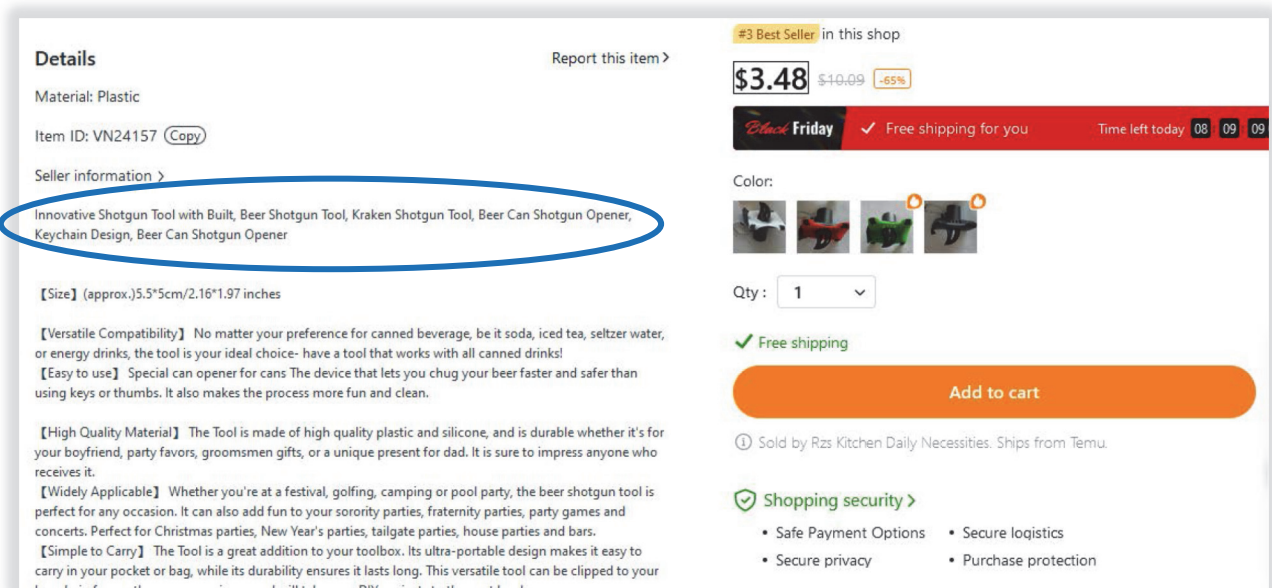 Details
Report this item >
Material: Plastic
Item ID: VN24157 Copy
Seller information >
Innovative Shotgun Tool with Built, Beer Shotgun Tool, Kraken Shotgun Tool, Beer Can Shotgun Opener,
Keychain Design, Beer Can Shotgun Opener
【Size】(approx.)5.5*5cm/2.16*1.97 inches
【Versatile Compatibility】 No matter your preference for canned beverage, be it soda, iced tea, seltzer water,
or energy drinks, the tool is your ideal choice- have a tool that works with all canned drinks!
【Easy to use】 Special can opener for cans The device that lets you chug your beer faster and safer than
using keys or thumbs. It also makes the process more fun and clean.
【High Quality Material】 The Tool is made of high quality plastic and silicone, and is durable whether it's for
your boyfriend, party favors, groomsmen gifts, or a unique present for dad. It is sure to impress anyone who
receives it.
【Widely Applicable】 Whether you're at a festival, golfing, camping or pool party, the beer shotgun tool is
perfect for any occasion. It can also add fun to your sorority parties, fraternity parties, party games and
concerts. Perfect for Christmas parties, New Year's parties, tailgate parties, house parties and bars.
【Simple to Carry】 The Tool is a great addition to your toolbox. Its ultra-portable design makes it easy to
carry in your pocket or bag, while its durability ensures it lasts long. This versatile tool can be clipped to your
#3 Best Seller in this shop
$3.48 $10.09 -65%
Black Friday ✓ Free shipping for you Time left today 08 : 09 : 09
Color:
Qty : 1
✓ Free shipping
Add to cart
Sold by Rzs Kitchen Daily Necessities. Ships from Temu.
Shopping security >
• Safe Payment Options • Secure logistics
• Secure privacy • Purchase protection